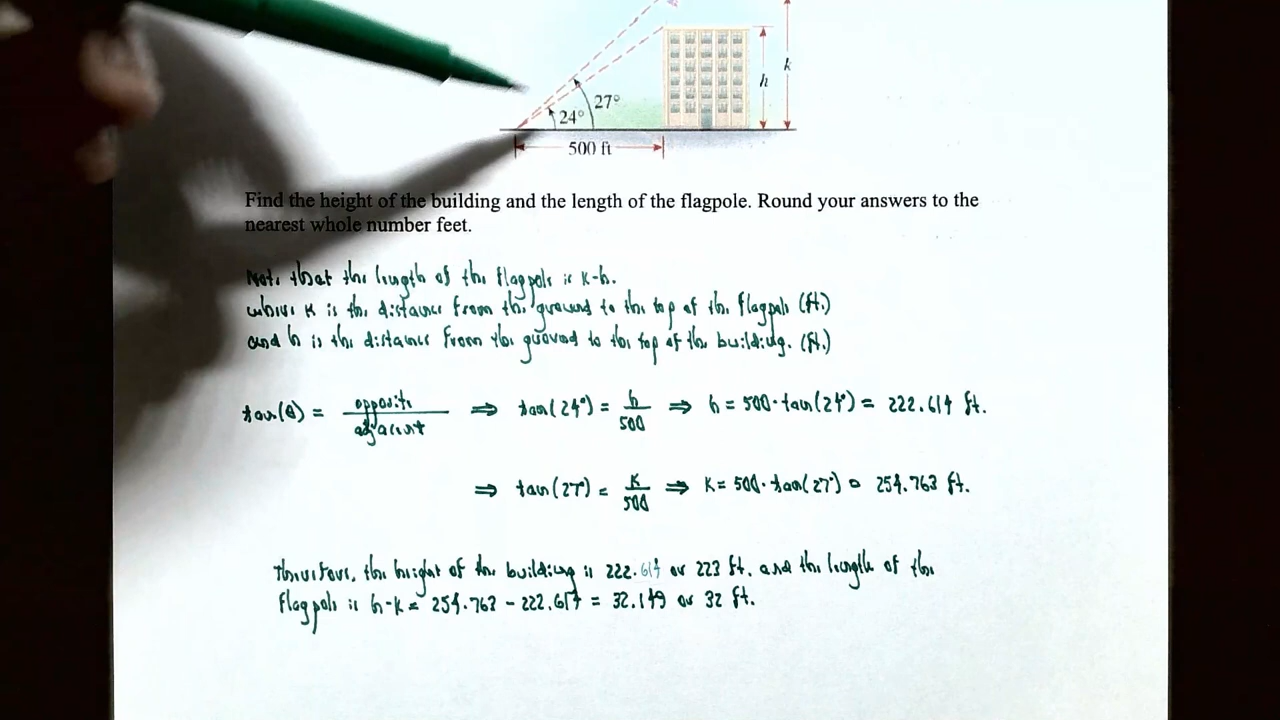 h
k
27°
24°
500 ft
Find the height of the building and the length of the flagpole. Round your answers to the
nearest whole number feet.
Note that the length of the flagpole is k-h.
where k is the distance from the ground to the top of the flagpole (ft.)
and h is the distance from the ground to the top of the building. (ft.)
tan(θ) = opposite/adjacent ⇒ tan(24°) = h/500 ⇒ h = 500·tan(24°) = 222.614 ft.
⇒ tan(27°) = k/500 ⇒ k = 500·tan(27°) = 254.763 ft.
Therefore, the height of the building is 222.614 or 223 ft. and the length of the
flagpole is h-k = 254.763 - 222.614 = 32.149 or 32 ft.